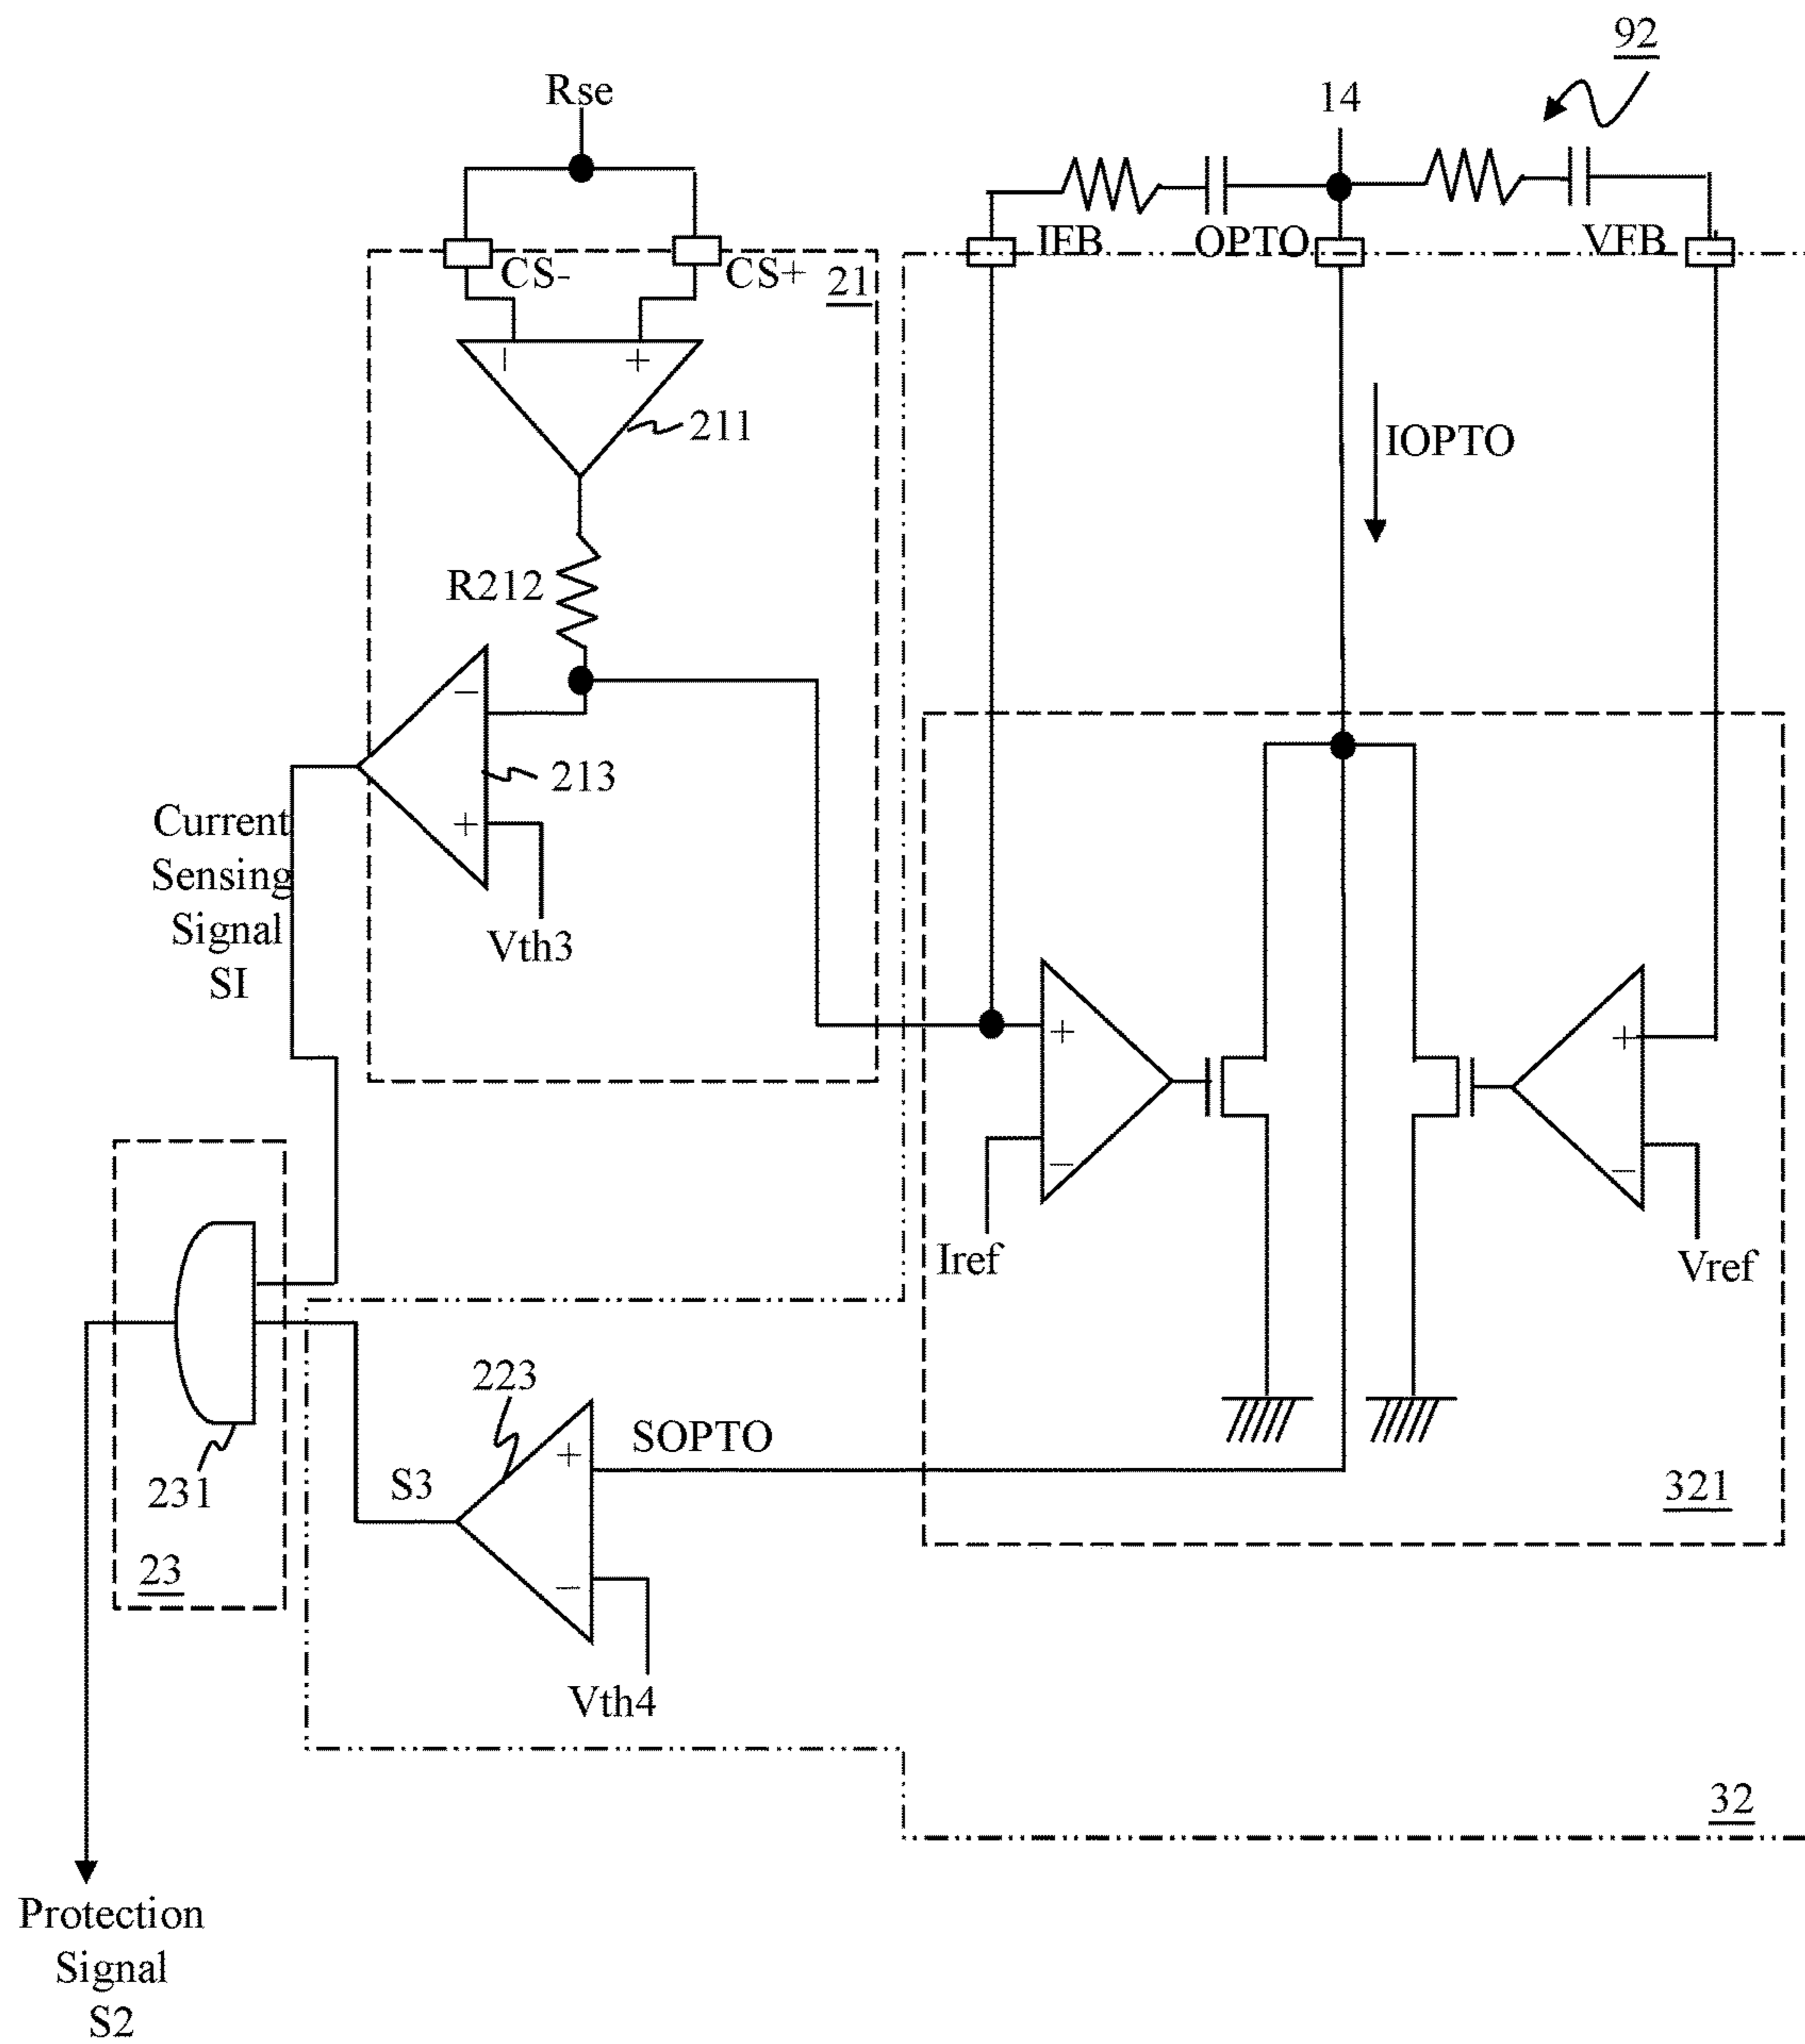 92
Rse
14
IFB
OPTO
VFB
CS-
CS+
21
− +
211
IOPTO
R212
−
213
+
Current
Sensing
Signal
SI
Vth3
+
+
−
−
Iref
Vref
223
+
SOPTO
231
S3
321
23
−
Vth4
32
Protection
Signal
S2